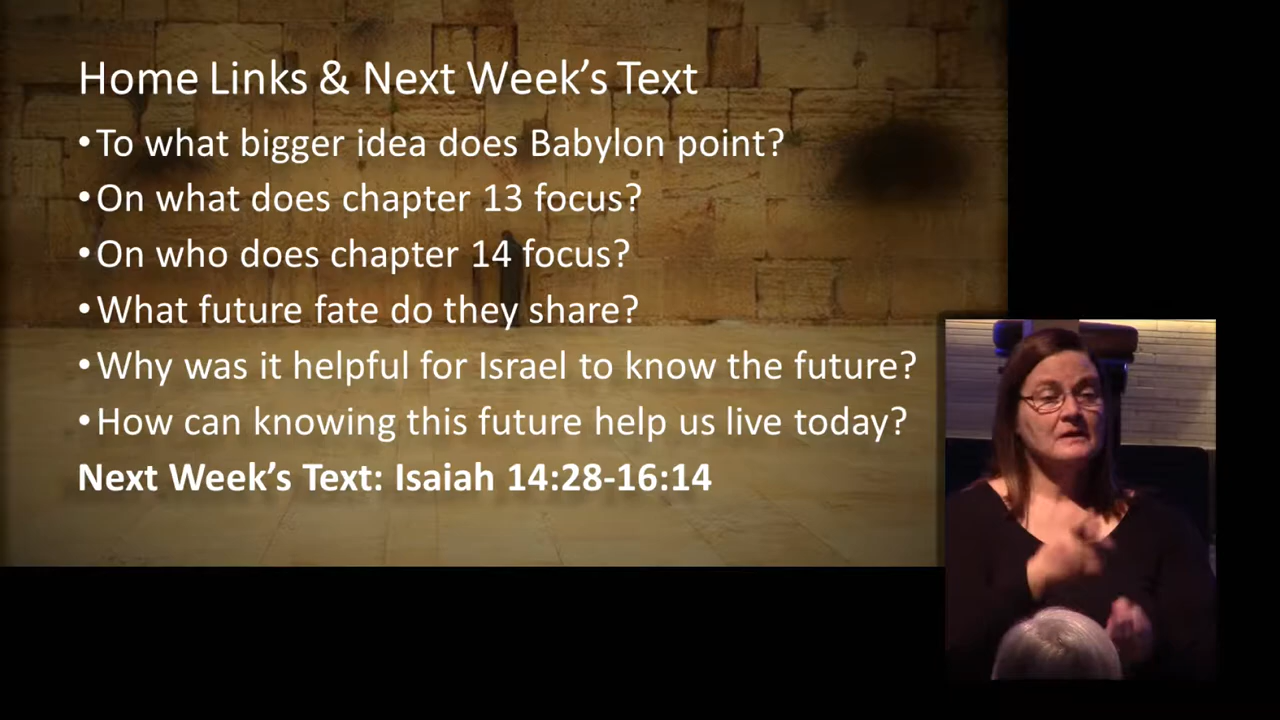 Home Links & Next Week’s Text
•To what bigger idea does Babylon point?
•On what does chapter 13 focus?
•On who does chapter 14 focus?
•What future fate do they share?
•Why was it helpful for Israel to know the future?
•How can knowing this future help us live today?
Next Week’s Text: Isaiah 14:28-16:14